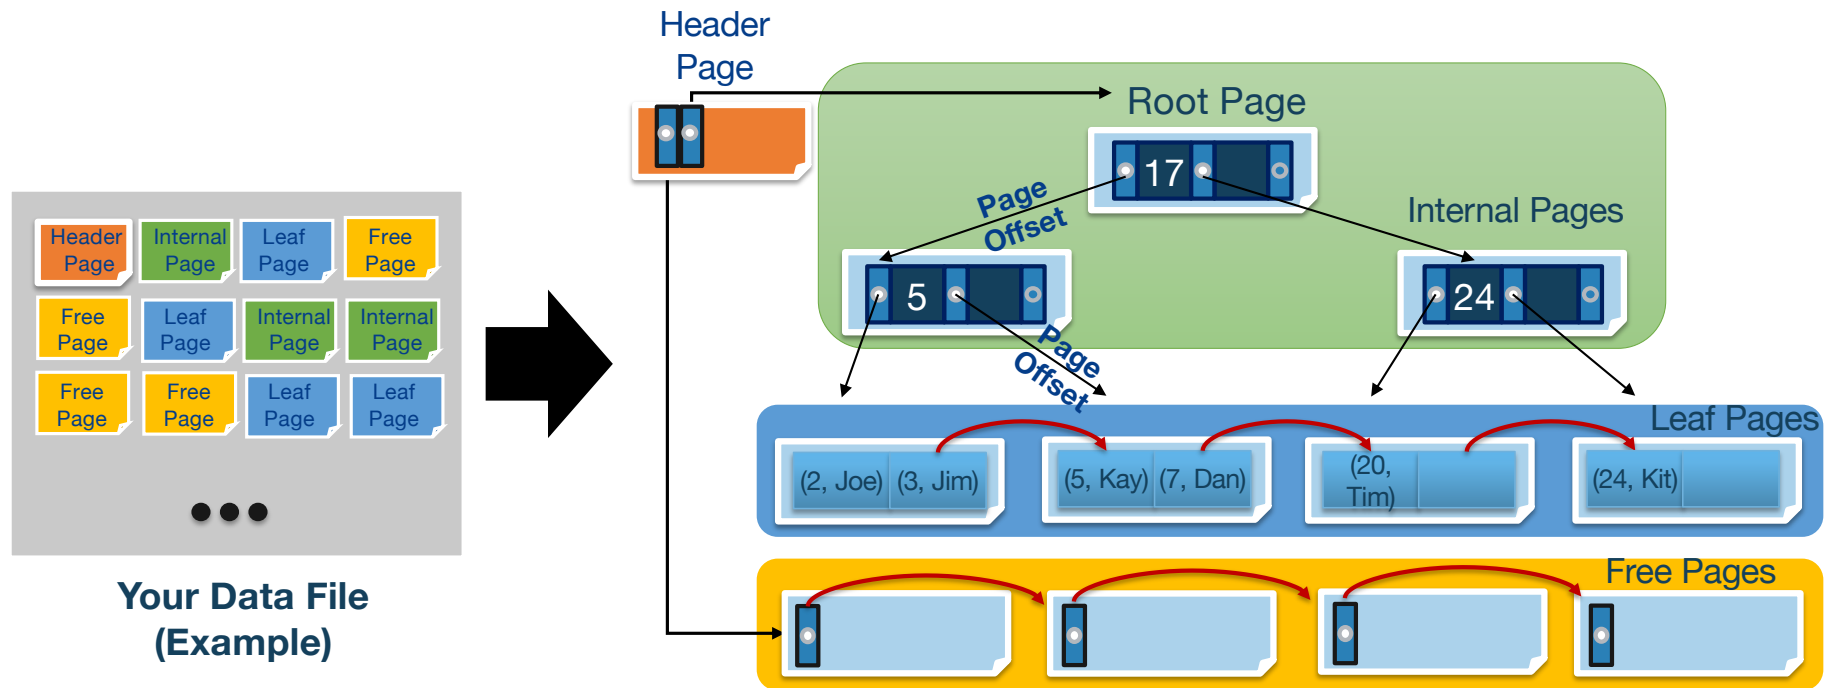 Header
Page
Root Page
17
Page
Offset
Internal Pages
5
24
Page
Offset
Header
Page
Internal
Page
Leaf
Page
Free
Page
Free
Page
Leaf
Page
Internal
Page
Internal
Page
Free
Page
Free
Page
Leaf
Page
Leaf
Page
Your Data File
(Example)
Leaf Pages
(2, Joe) (3, Jim)
(5, Kay) (7, Dan)
(20,
Tim)
(24, Kit)
Free Pages